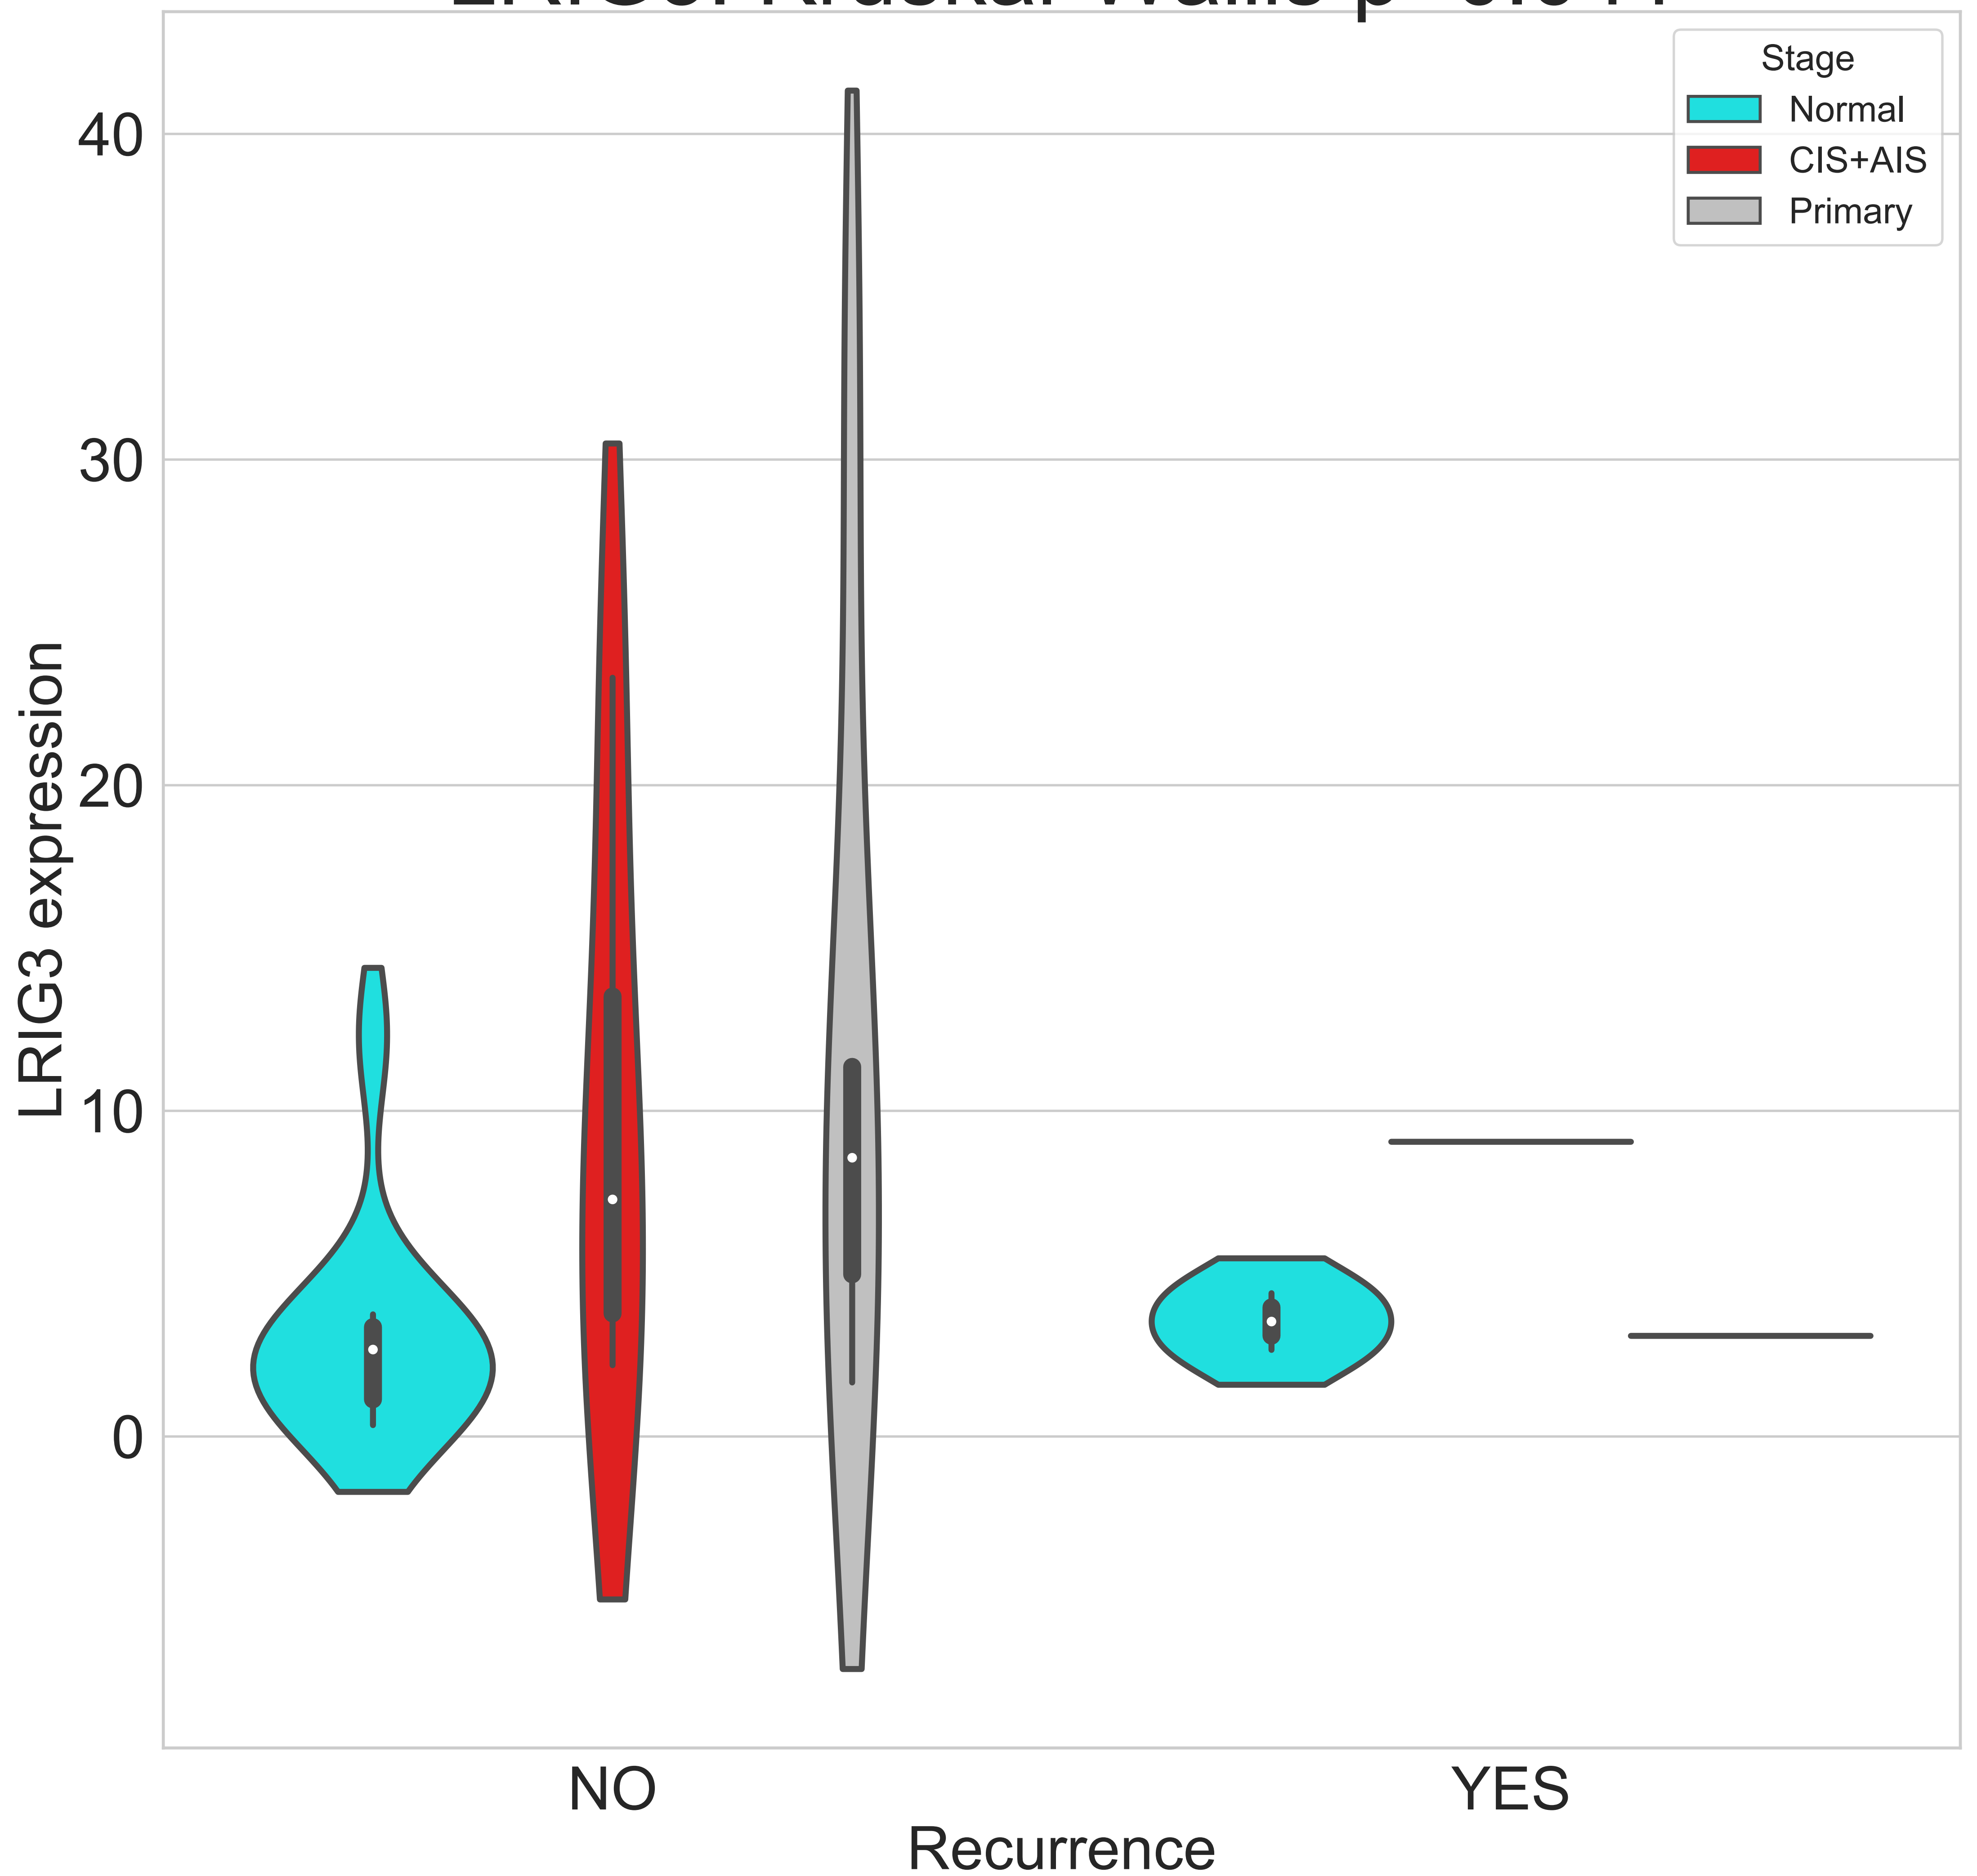 Stage
Normal
CIS+AIS
Primary
40
30
20
10
0
LRIG3 expression
NO
YES
Recurrence